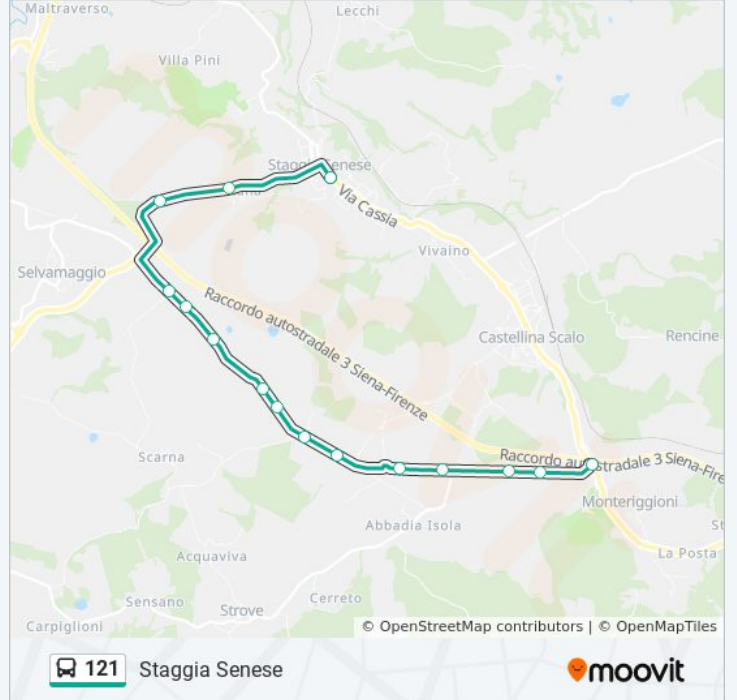 Maltraverso
Lecchi
Villa Pini
Staggia Senese
Via Cassia
Vivaino
Selvamaggio
Raccordo autostradale 3 Siena-Firenze
Castellina Scalo
Rencine
Scarna
Raccordo autostradale 3 Siena-Fire
Monteriggioni
Abbadia Isola
St
La Posta
Acquaviva
Sensano
Cerreto
Strove
Carpiglioni
© OpenStreetMap contributors | © OpenMapTiles
121 Staggia Senese
moovit